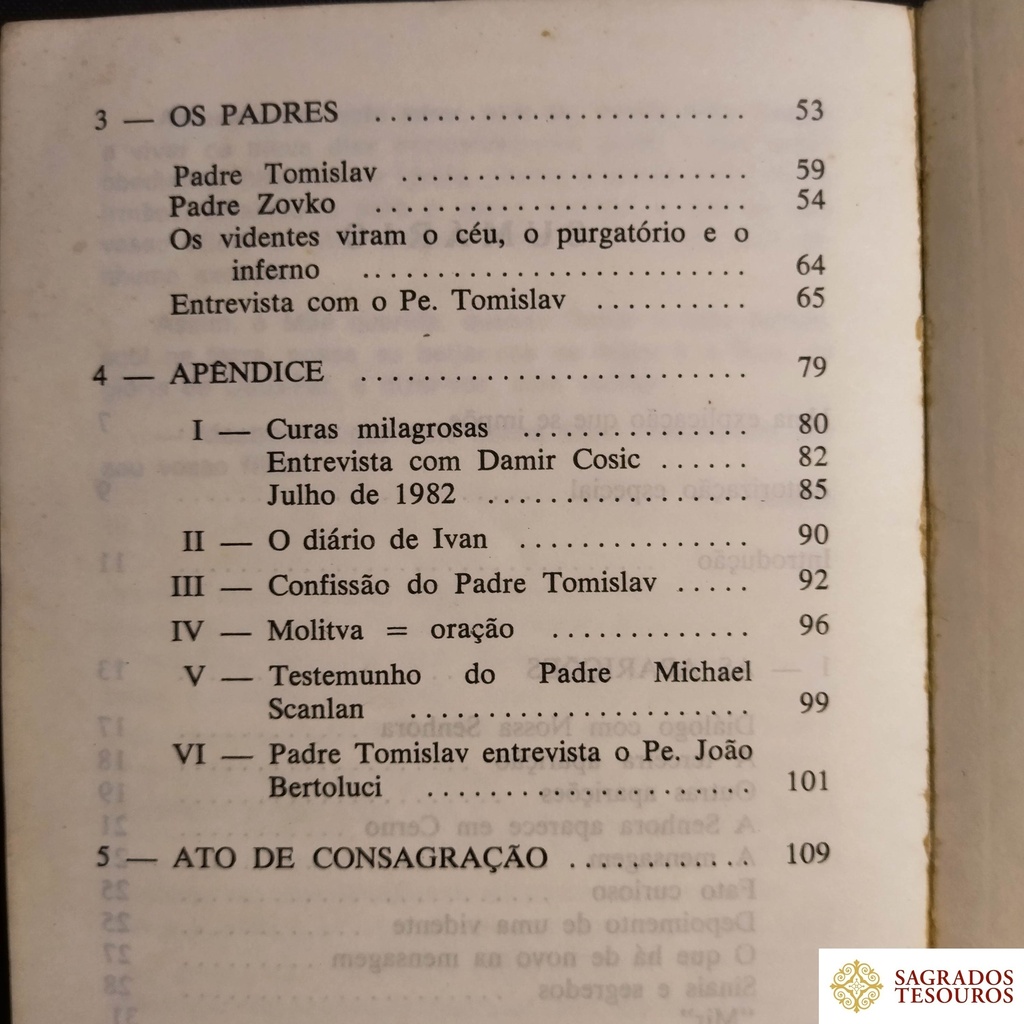 3 — OS PADRES ......................... 53
Padre Tomislav ........................ 59
Padre Zovko .......................... 54
Os videntes viram o céu, o purgatório e o
inferno ........................... 64
Entrevista com o Pe. Tomislav .......... 65
4 — APÊNDICE .......................... 79
I — Curas milagrosas ................ 80
Entrevista com Damir Cosic ...... 82
Julho de 1982 .................. 85
II — O diário de Ivan ............... 90
III — Confissão do Padre Tomislav ..... 92
IV — Molitva = oração ............. 96
V — Testemunho do Padre Michael
Scanlan ....................... 99
VI — Padre Tomislav entrevista o Pe. João
Bertoluci ...................... 101
5 — ATO DE CONSAGRAÇÃO ............ 109
SAGRADOS
TESOUROS